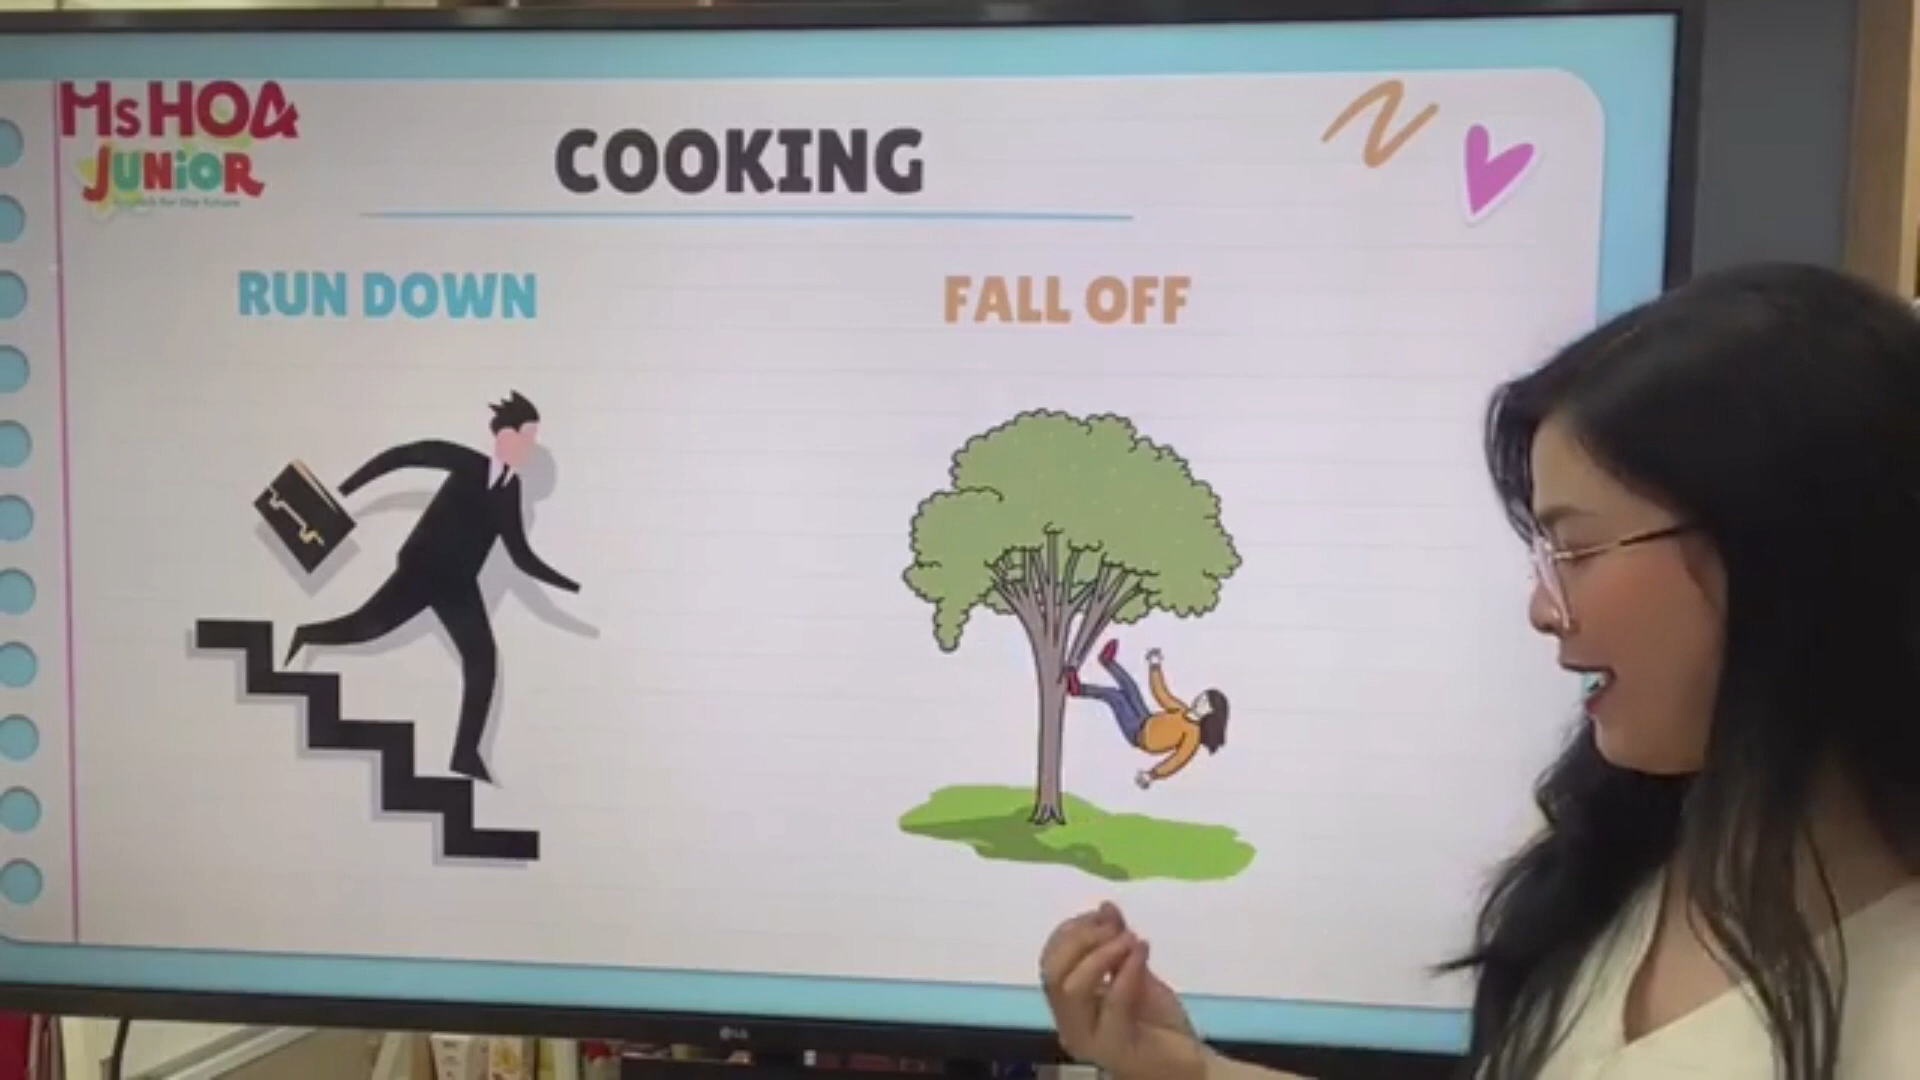 Ms HOA
JUNiOR
COOKING
RUN DOWN
FALL OFF
LG